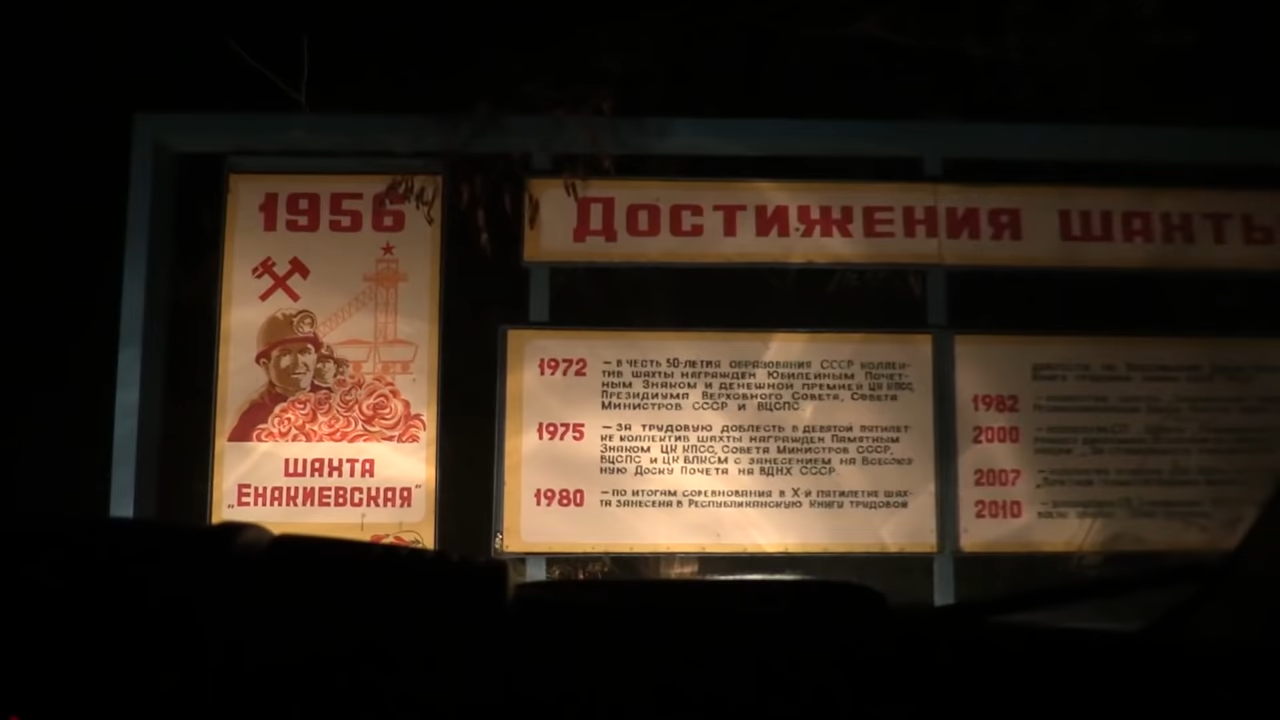 1956
ШАХТА
„ЕНАКИЕВСКАЯ“
ДОСТИЖЕНИЯ ШАХТЫ
1972 — В ЧЕСТЬ 50-ЛЕТИЯ ОБРАЗОВАНИЯ СССР КОЛЛЕК-
ТИВ ШАХТЫ НАГРАЖДЕН ЮБИЛЕЙНЫМ ПОЧЕТ-
НЫМ ЗНАКОМ И ДЕНЕЖНОЙ ПРЕМИЕЙ ЦК КПСС,
ПРЕЗИДИУМА ВЕРХОВНОГО СОВЕТА, СОВЕТА
МИНИСТРОВ СССР И ВЦСПС.
1975 — ЗА ТРУДОВУЮ ДОБЛЕСТЬ В ДЕВЯТОЙ ПЯТИЛЕТ-
КЕ КОЛЛЕКТИВ ШАХТЫ НАГРАЖДЕН ПАМЯТНЫМ
ЗНАКОМ ЦК КПСС, СОВЕТА МИНИСТРОВ СССР,
ВЦСПС И ЦК ВЛКСМ С ЗАНЕСЕНИЕМ НА ВСЕСОЮЗ-
НУЮ ДОСКУ ПОЧЕТА НА ВДНХ СССР.
1980 — ПО ИТОГАМ СОРЕВНОВАНИЯ В X-Й ПЯТИЛЕТКЕ ШАХ-
ТА ЗАНЕСЕНА В РЕСПУБЛИКАНСКУЮ КНИГУ ТРУДОВОЙ
1982
2000
2007
2010